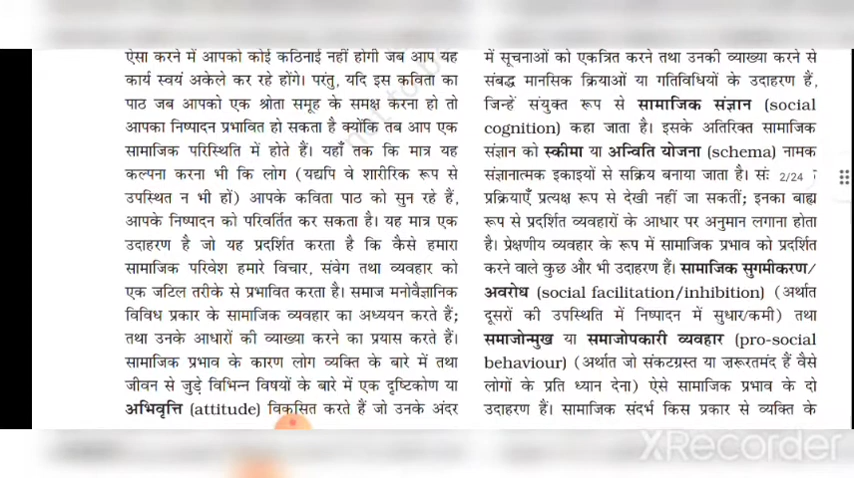 ऐसा करने में आपको कोई कठिनाई नहीं होगी जब आप यह
कार्य स्वयं अकेले कर रहे होंगे। परंतु, यदि इस कविता का
पाठ जब आपको एक श्रोता समूह के समक्ष करना हो तो
आपका निष्पादन प्रभावित हो सकता है क्योंकि तब आप एक
सामाजिक परिस्थिति में होते हैं। यहाँ तक कि मात्र यह
कल्पना करना भी कि लोग (यद्यपि वे शारीरिक रूप से
उपस्थित न भी हों) आपके कविता पाठ को सुन रहे हैं,
आपके निष्पादन को परिवर्तित कर सकता है। यह मात्र एक
उदाहरण है जो यह प्रदर्शित करता है कि कैसे हमारा
सामाजिक परिवेश हमारे विचार, संवेग तथा व्यवहार को
एक जटिल तरीके से प्रभावित करता है। समाज मनोवैज्ञानिक
विविध प्रकार के सामाजिक व्यवहार का अध्ययन करते हैं;
तथा उनके आधारों की व्याख्या करने का प्रयास करते हैं।
सामाजिक प्रभाव के कारण लोग व्यक्ति के बारे में तथा
जीवन से जुड़े विभिन्न विषयों के बारे में एक दृष्टिकोण या
अभिवृत्ति (attitude) विकसित करते हैं जो उनके अंदर
में सूचनाओं को एकत्रित करने तथा उनकी व्याख्या करने से
संबद्ध मानसिक क्रियाओं या गतिविधियों के उदाहरण हैं,
जिन्हें संयुक्त रूप से सामाजिक संज्ञान (social
cognition) कहा जाता है। इसके अतिरिक्त सामाजिक
संज्ञान को स्कीमा या अन्विति योजना (schema) नामक
संज्ञानात्मक इकाइयों से सक्रिय बनाया जाता है। 2/24
प्रक्रियाएँ प्रत्यक्ष रूप से देखी नहीं जा सकतीं; इनका बाह्य
रूप से प्रदर्शित व्यवहारों के आधार पर अनुमान लगाना होता
है। प्रेक्षणीय व्यवहार के रूप में सामाजिक प्रभाव को प्रदर्शित
करने वाले कुछ और भी उदाहरण हैं। सामाजिक सुगमीकरण/
अवरोध (social facilitation/inhibition) (अर्थात
दूसरों की उपस्थिति में निष्पादन में सुधार/कमी) तथा
समाजोन्मुख या समाजोपकारी व्यवहार (pro-social
behaviour) (अर्थात जो संकटग्रस्त या ज़रूरतमंद हैं वैसे
लोगों के प्रति ध्यान देना) ऐसे सामाजिक प्रभाव के दो
उदाहरण हैं। सामाजिक संदर्भ किस प्रकार से व्यक्ति के
XRecorder